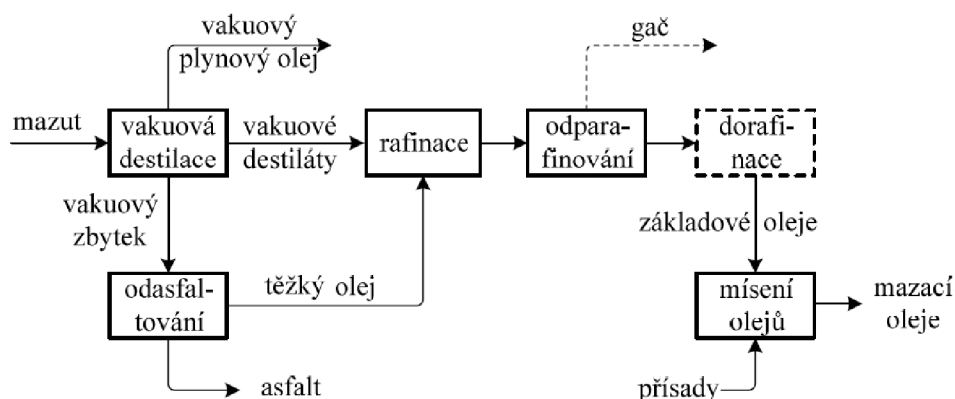 vakuový
plynový olej
gač
mazut
vakuová
destilace
vakuové
destiláty
rafinace
odpara-
finování
dorafi-
nace
vakuový
zbytek
základové oleje
odasfal-
tování
těžký olej
mísení
olejů
mazací
oleje
asfalt
přísady